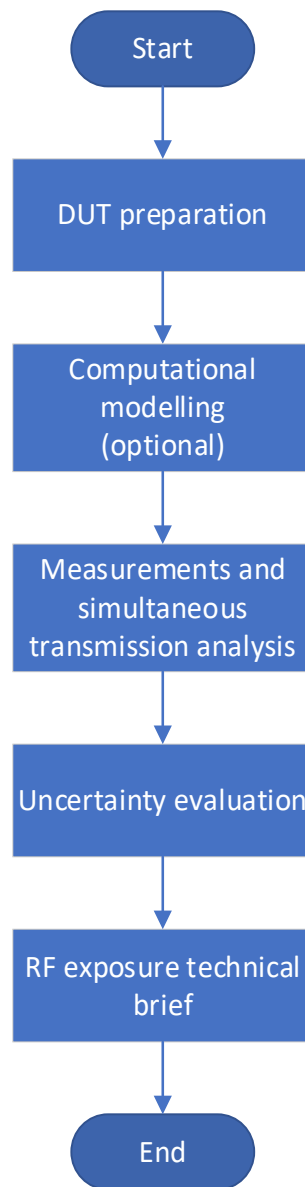 Start
DUT preparation
Computational
modelling
(optional)
Measurements and
simultaneous
transmission analysis
Uncertainty evaluation
RF exposure technical
brief
End